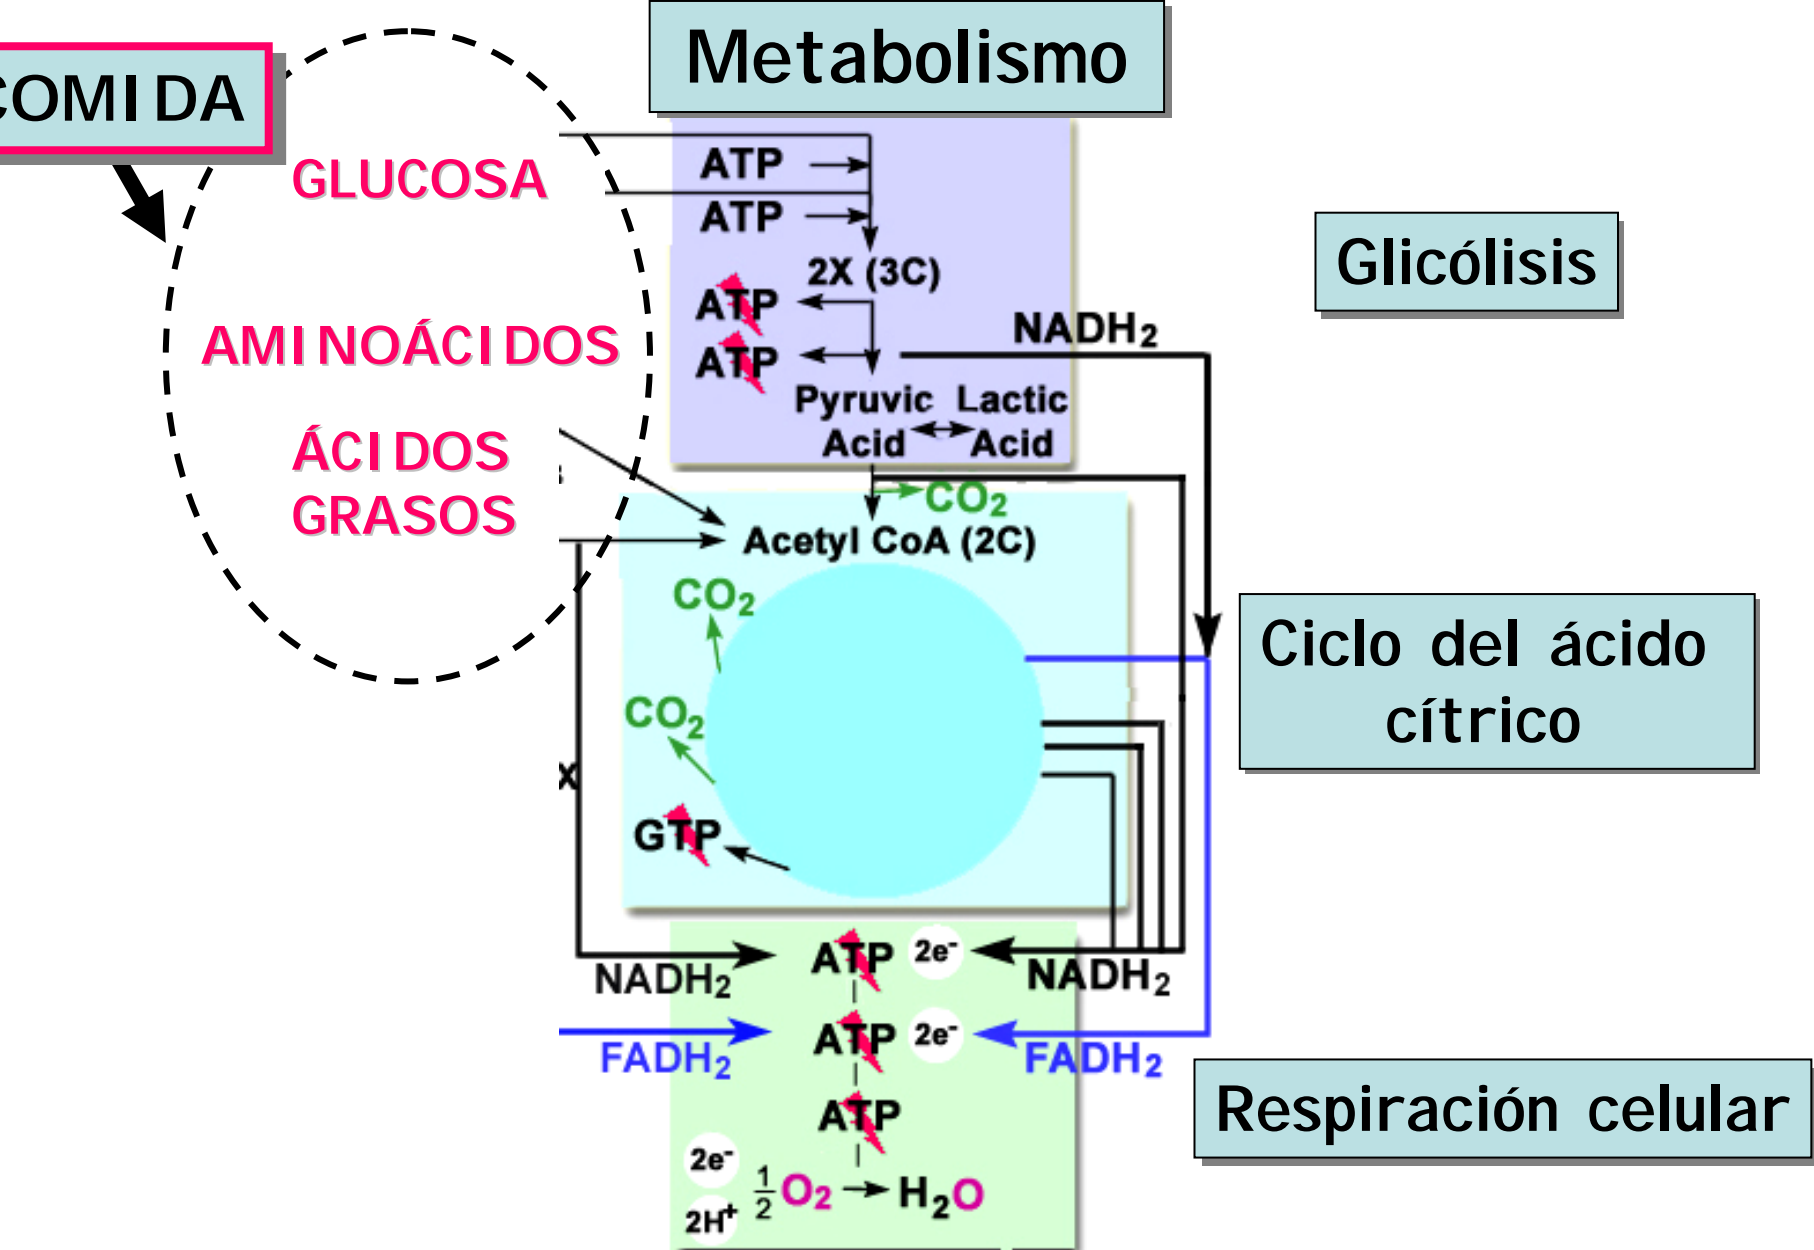 Metabolismo
COMIDA
GLUCOSA
AMINOÁCIDOS
ÁCIDOS
GRASOS
ATP
ATP
2X (3C)
ATP
ATP
NADH₂
Pyruvic Lactic
Acid Acid
Glicólisis
CO₂
Acetyl CoA (2C)
CO₂
CO₂
GTP
X
Ciclo del ácido
cítrico
ATP 2e⁻
NADH₂ NADH₂
ATP 2e⁻
FADH₂ FADH₂
ATP
2e⁻
2H⁺
½O₂ → H₂O
Respiración celular